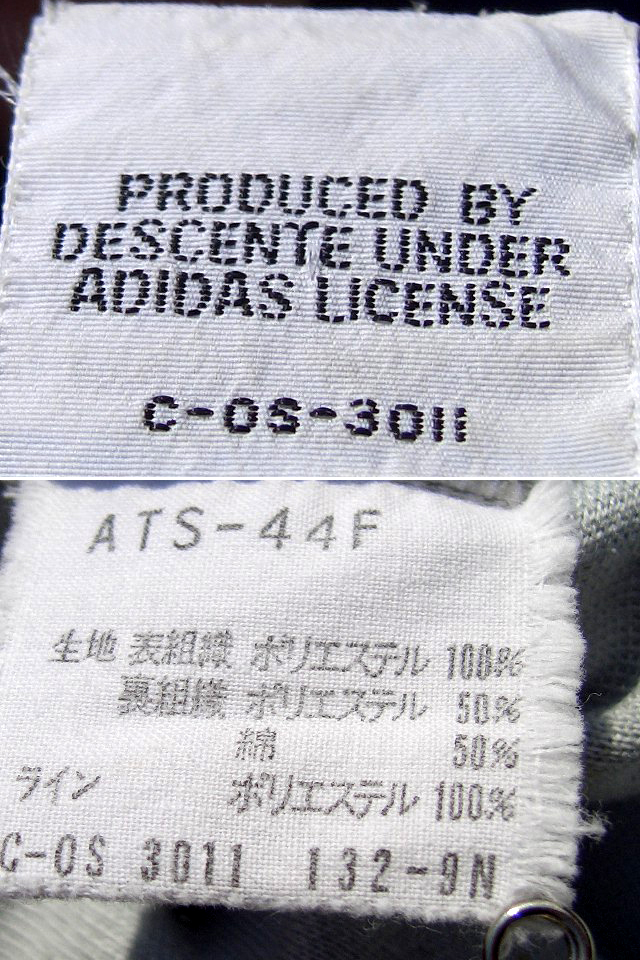 PRODUCED BY
DESCENTE UNDER
ADIDAS LICENSE
C-OS-3011
ATS-44F
生地 表組織 ポリエステル 100%
裏組織 ポリエステル 50%
綿 50%
ライン ポリエステル 100%
C-OS 3011 132-9N